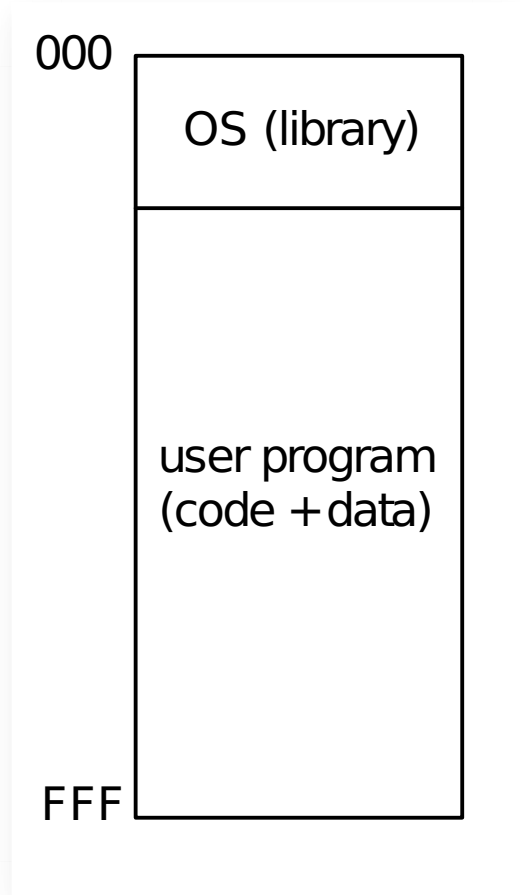 000
OS (library)
user program
(code + data)
FFF